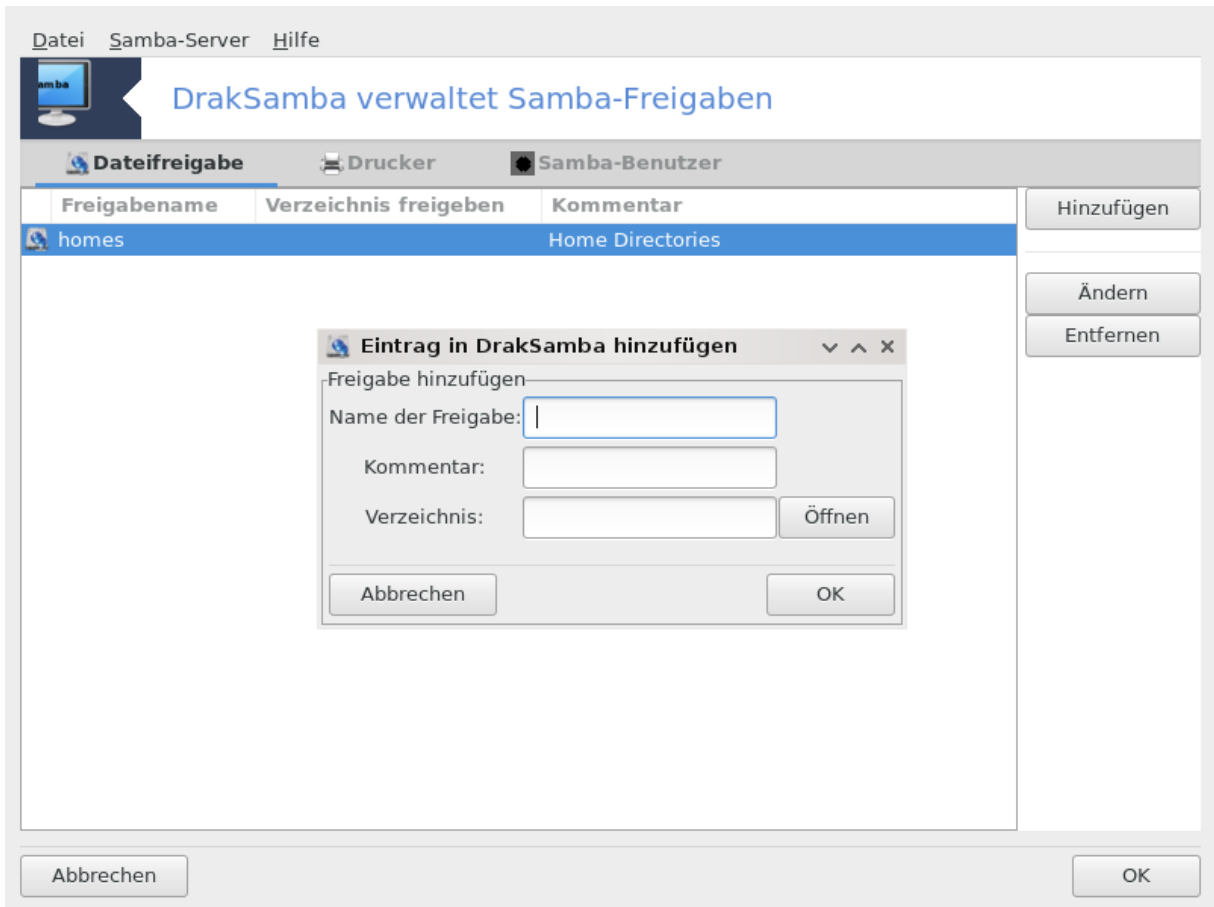 Datei Samba-Server Hilfe
amba
DrakSamba verwaltet Samba-Freigaben
Dateifreigabe Drucker Samba-Benutzer
Freigabename Verzeichnis freigeben Kommentar
Hinzufügen
homes Home Directories
Ändern
Entfernen
Eintrag in DrakSamba hinzufügen
Freigabe hinzufügen
Name der Freigabe:
Kommentar:
Verzeichnis: Öffnen
Abbrechen OK
Abbrechen OK